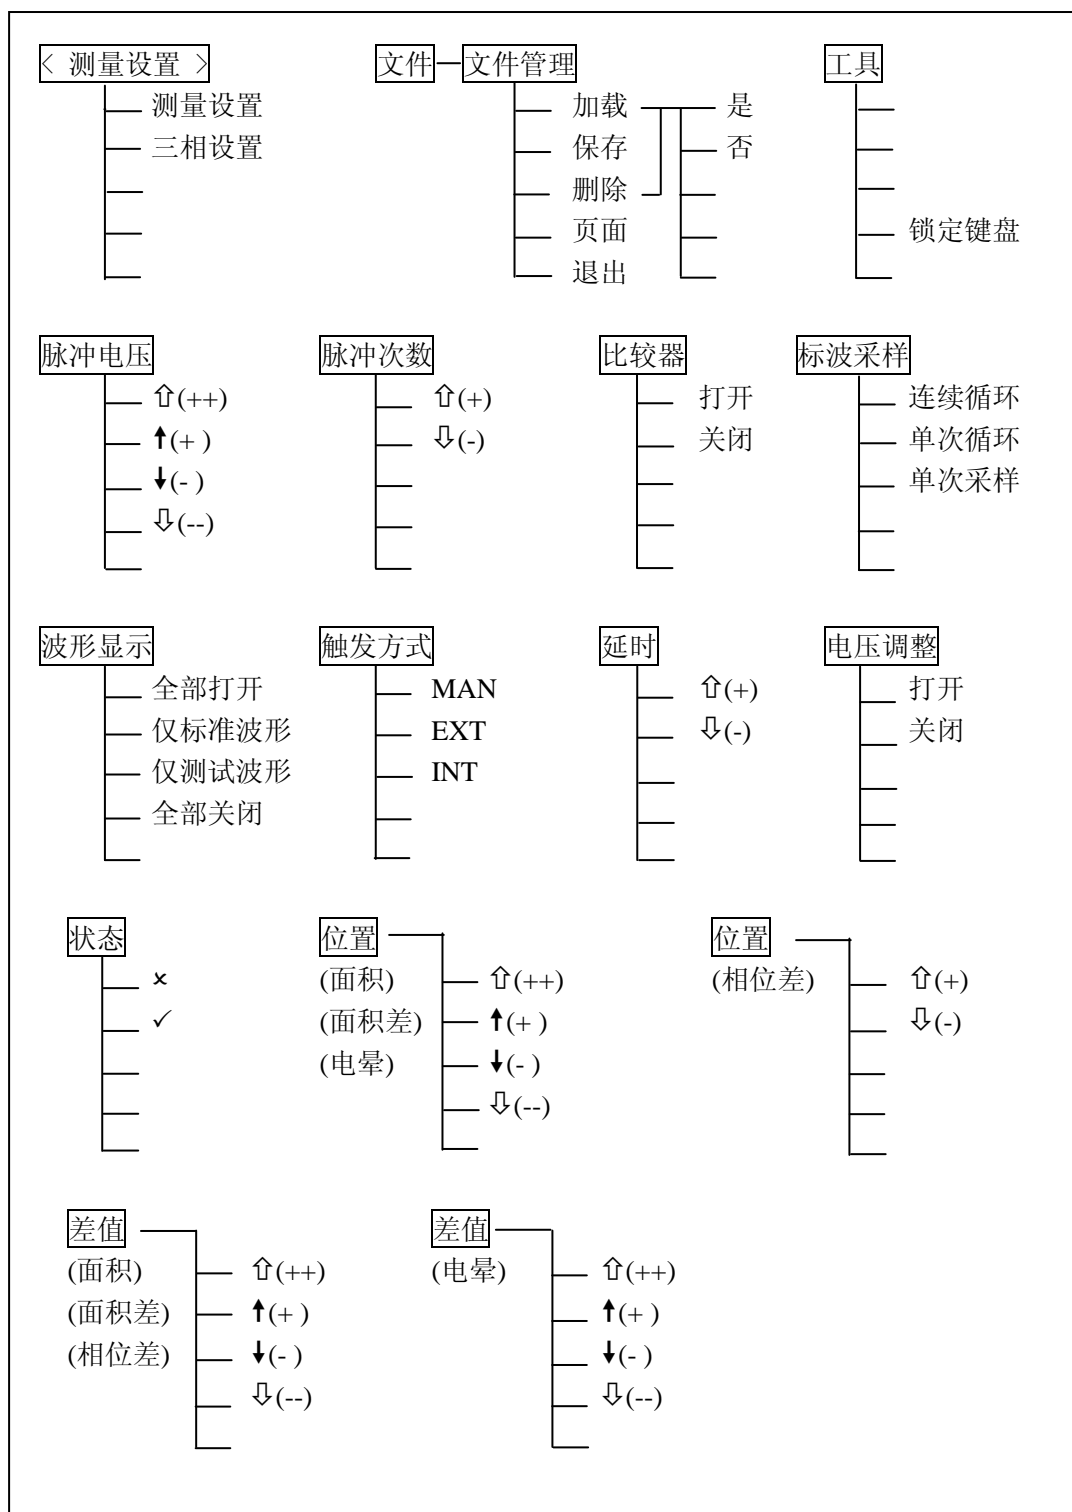 < 测量设置 >
测量设置
三相设置
文件 文件管理
加载
保存
删除
页面
退出
是
否
工具
锁定键盘
脉冲电压
⇧(++)
↑(+ )
↓(- )
⇩(--)
脉冲次数
⇧(+)
⇩(-)
比较器
打开
关闭
标波采样
连续循环
单次循环
单次采样
波形显示
全部打开
仅标准波形
仅测试波形
全部关闭
触发方式
MAN
EXT
INT
延时
⇧(+)
⇩(-)
电压调整
打开
关闭
状态
×
✓
位置
(面积)
(面积差)
(电晕)
⇧(++)
↑(+ )
↓(- )
⇩(--)
位置
(相位差)
⇧(+)
⇩(-)
差值
(面积)
(面积差)
(相位差)
⇧(++)
↑(+ )
↓(- )
⇩(--)
差值
(电晕)
⇧(++)
↑(+ )
↓(- )
⇩(--)